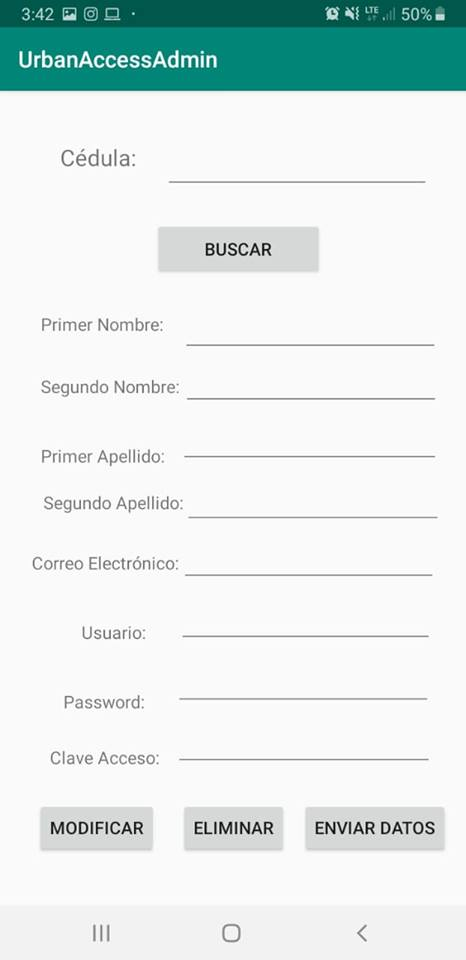 3:42 LTE 50%
UrbanAccessAdmin
Cédula:
BUSCAR
Primer Nombre:
Segundo Nombre:
Primer Apellido:
Segundo Apellido:
Correo Electrónico:
Usuario:
Password:
Clave Acceso:
MODIFICAR ELIMINAR ENVIAR DATOS